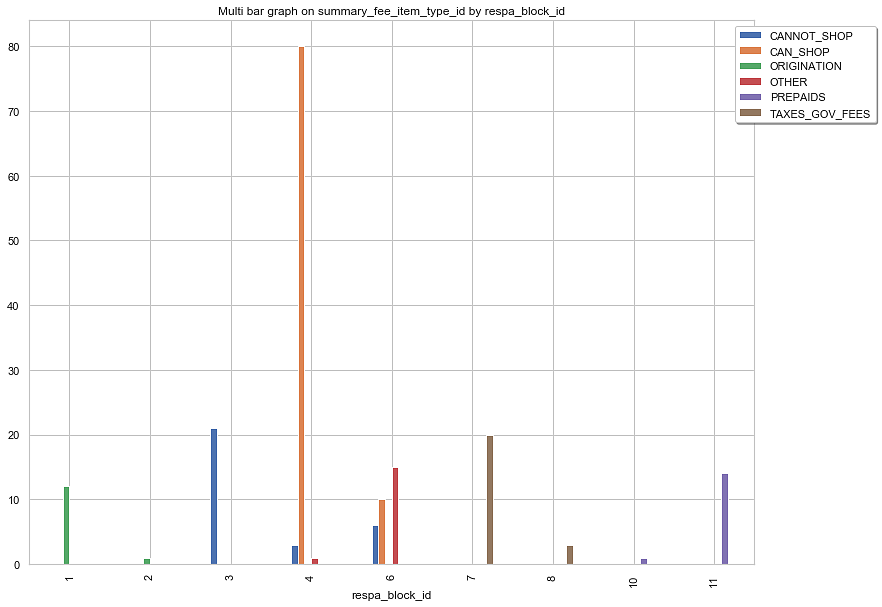 Multi bar graph on summary_fee_item_type_id by respa_block_id
CANNOT_SHOP
CAN_SHOP
ORIGINATION
OTHER
PREPAIDS
TAXES_GOV_FEES
80
70
60
50
40
30
20
10
0
1
2
3
4
6
7
8
10
11
respa_block_id